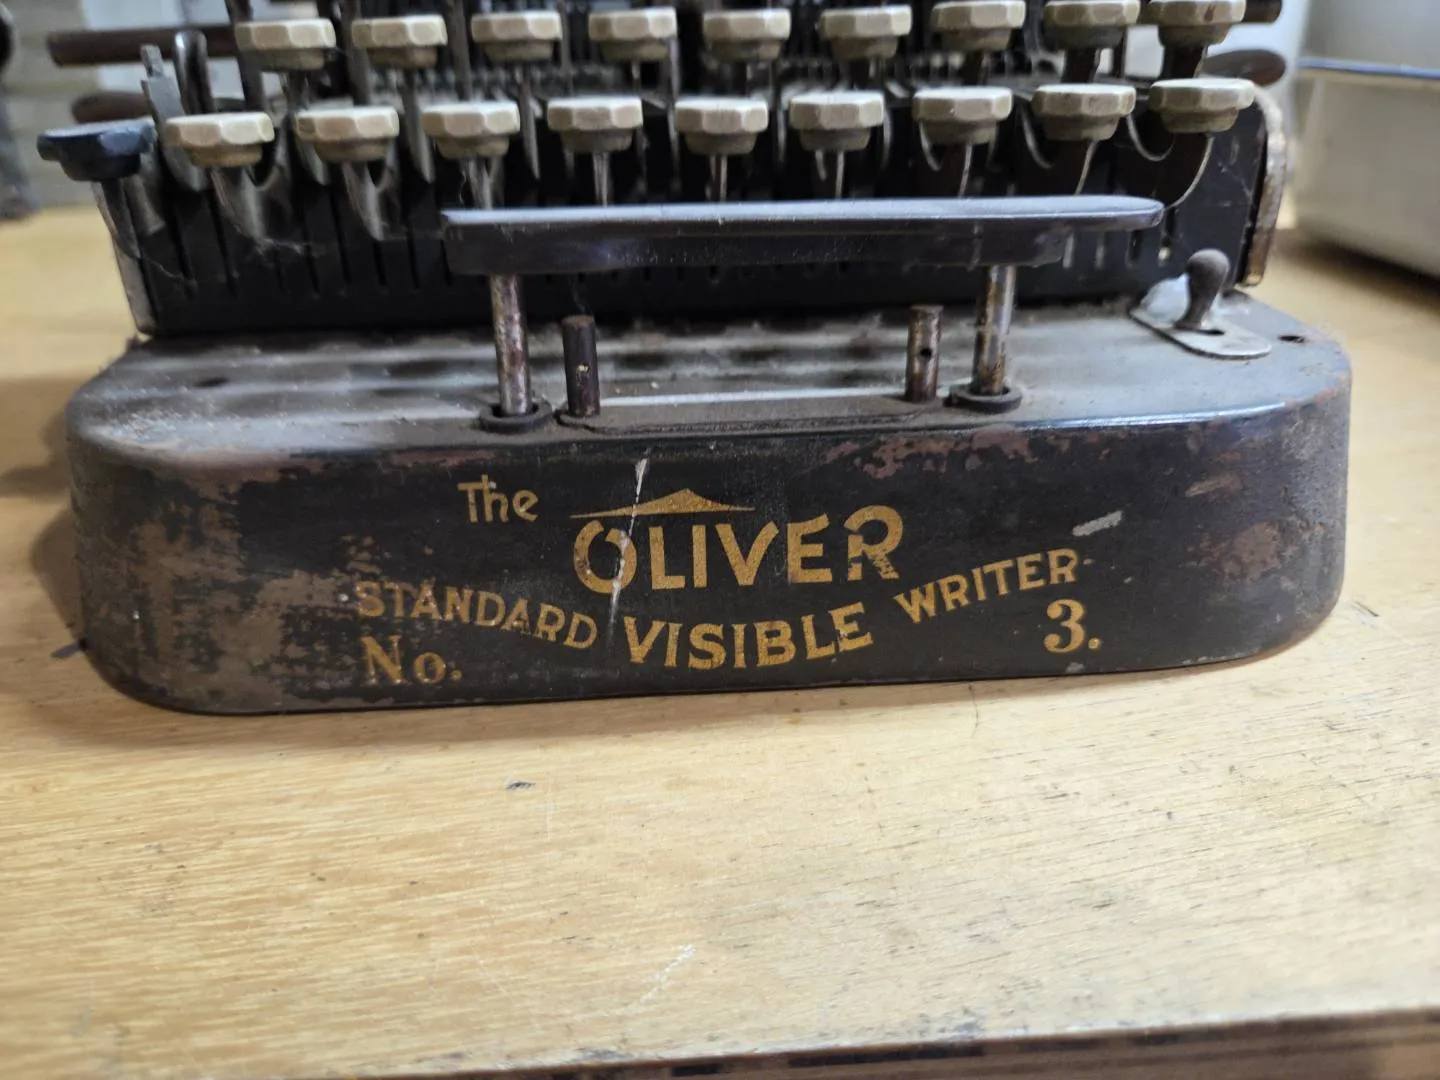 The OLIVER
STANDARD VISIBLE WRITER
No. 3.